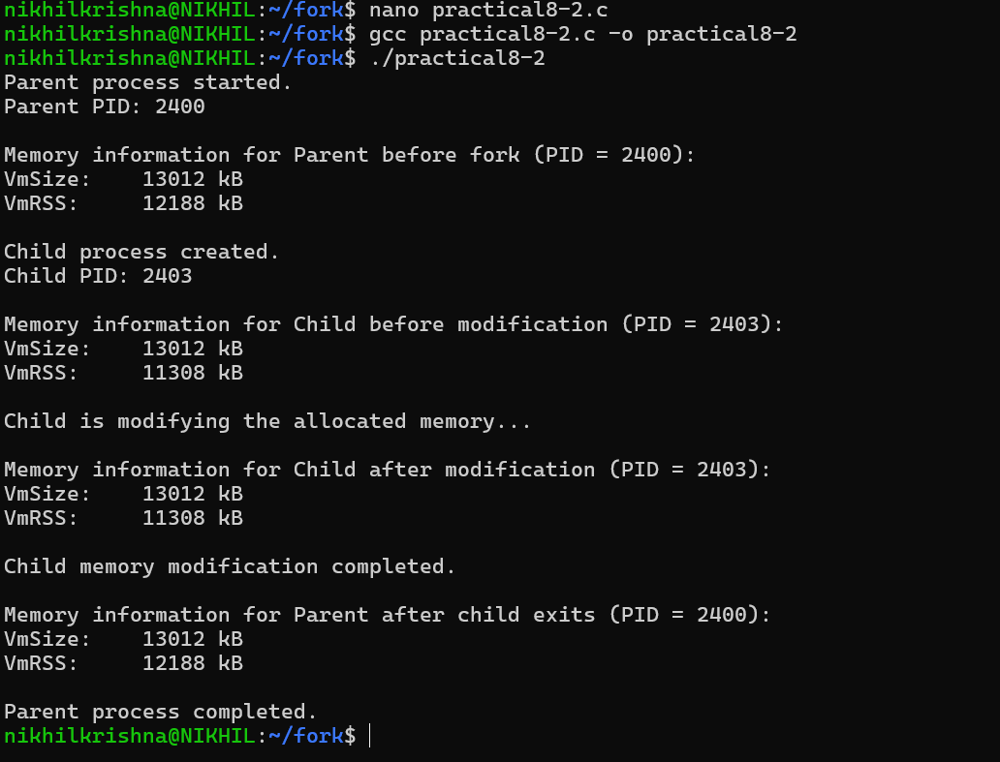 nikhilkrishna@NIKHIL:~/fork$ nano practical8-2.c
nikhilkrishna@NIKHIL:~/fork$ gcc practical8-2.c -o practical8-2
nikhilkrishna@NIKHIL:~/fork$ ./practical8-2
Parent process started.
Parent PID: 2400

Memory information for Parent before fork (PID = 2400):
VmSize:    13012 kB
VmRSS:     12188 kB

Child process created.
Child PID: 2403

Memory information for Child before modification (PID = 2403):
VmSize:    13012 kB
VmRSS:     11308 kB

Child is modifying the allocated memory...

Memory information for Child after modification (PID = 2403):
VmSize:    13012 kB
VmRSS:     11308 kB

Child memory modification completed.

Memory information for Parent after child exits (PID = 2400):
VmSize:    13012 kB
VmRSS:     12188 kB

Parent process completed.
nikhilkrishna@NIKHIL:~/fork$